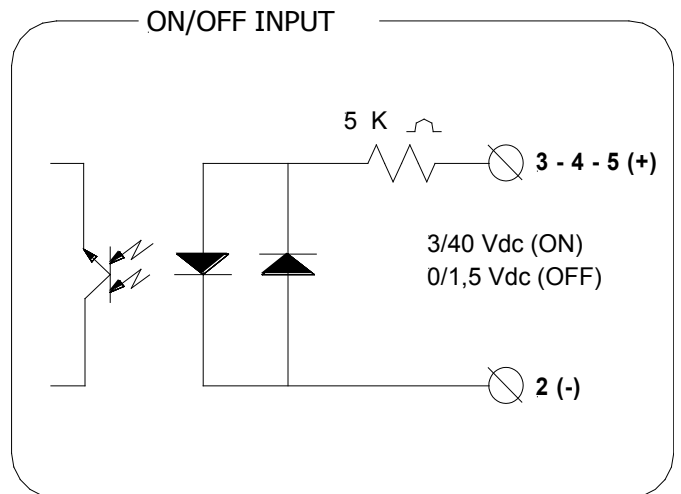 ON/OFF INPUT
5 K Ω
3 - 4 - 5 (+)
3/40 Vdc (ON)
0/1,5 Vdc (OFF)
2 (-)